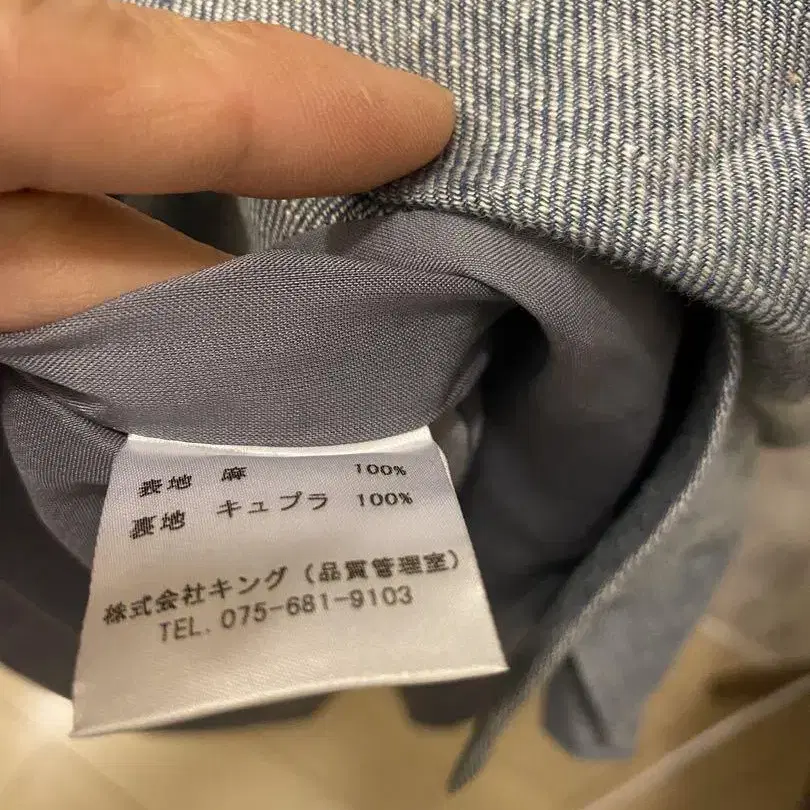 表地 麻 100%
裏地 キュプラ 100%
株式会社キング(品質管理室)
TEL. 075-681-9103